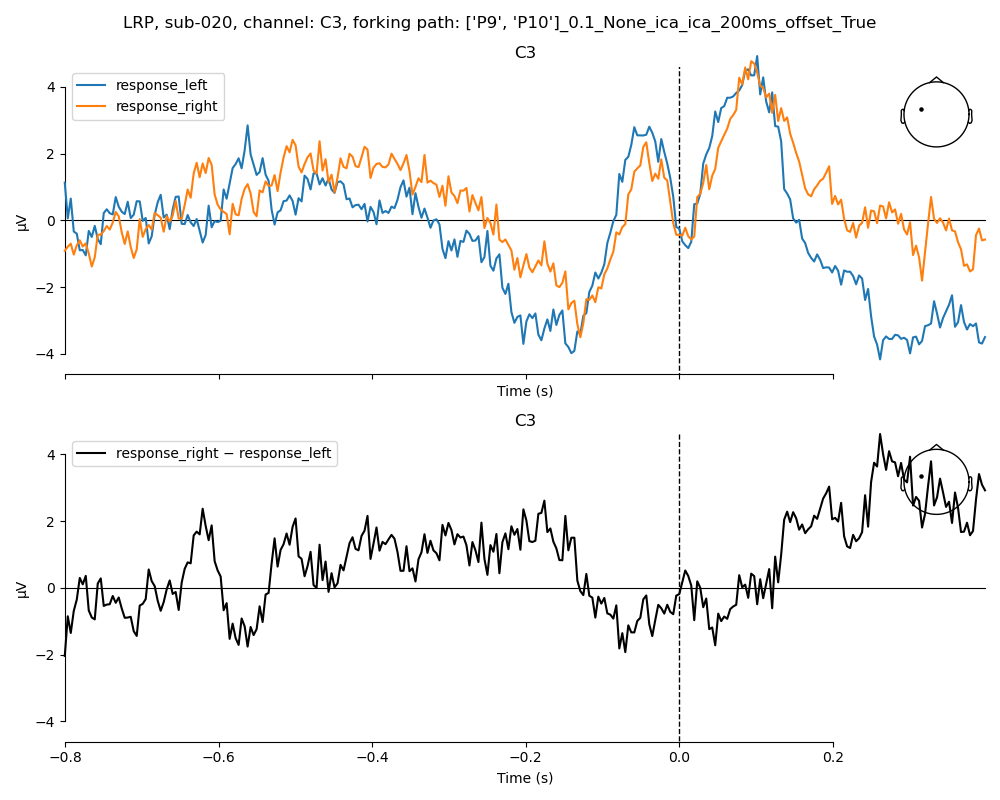 LRP, sub-020, channel: C3, forking path: ['P9', 'P10']_0.1_None_ica_ica_200ms_offset_True
C3
response_left
response_right
4
2
0
−2
−4
µV
Time (s)
C3
response_right − response_left
4
2
0
−2
−4
µV
−0.8 −0.6 −0.4 −0.2 0.0 0.2
Time (s)